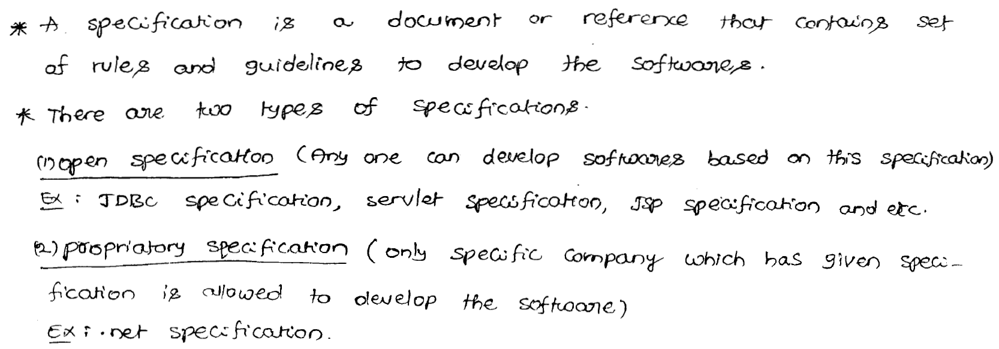 * A specification is a document or reference that contains set
of rules and guidelines to develop the softwares.
* There are two types of specifications.
(1) open specification (Any one can develop softwares based on this specification)
Ex : JDBC specification, servlet specification, JSP specification and etc.
(2) propriatory specification (only specific company which has given speci-
fication is allowed to develop the software)
Ex : .net specification.